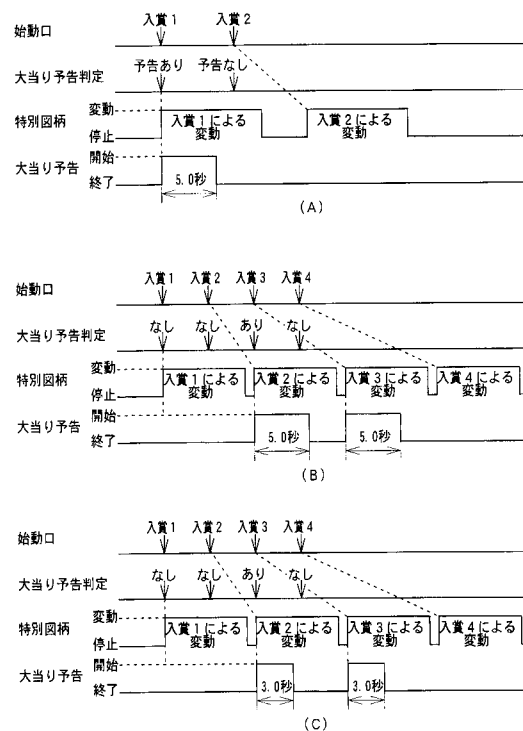 入賞1 入賞2
始動口
予告あり 予告なし
大当り予告判定
変動
特別図柄 入賞1による 変動 入賞2による 変動
停止
開始
大当り予告
終了 5.0秒
(A)
入賞1 入賞2 入賞3 入賞4
始動口
なし なし あり なし
大当り予告判定
変動
特別図柄 入賞1による 変動 入賞2による 変動 入賞3による 変動 入賞4による 変動
停止
開始
大当り予告
終了 5.0秒 5.0秒
(B)
入賞1 入賞2 入賞3 入賞4
始動口
なし なし あり なし
大当り予告判定
変動
特別図柄 入賞1による 変動 入賞2による 変動 入賞3による 変動 入賞4による 変動
停止
開始
大当り予告
終了 3.0秒 3.0秒
(C)